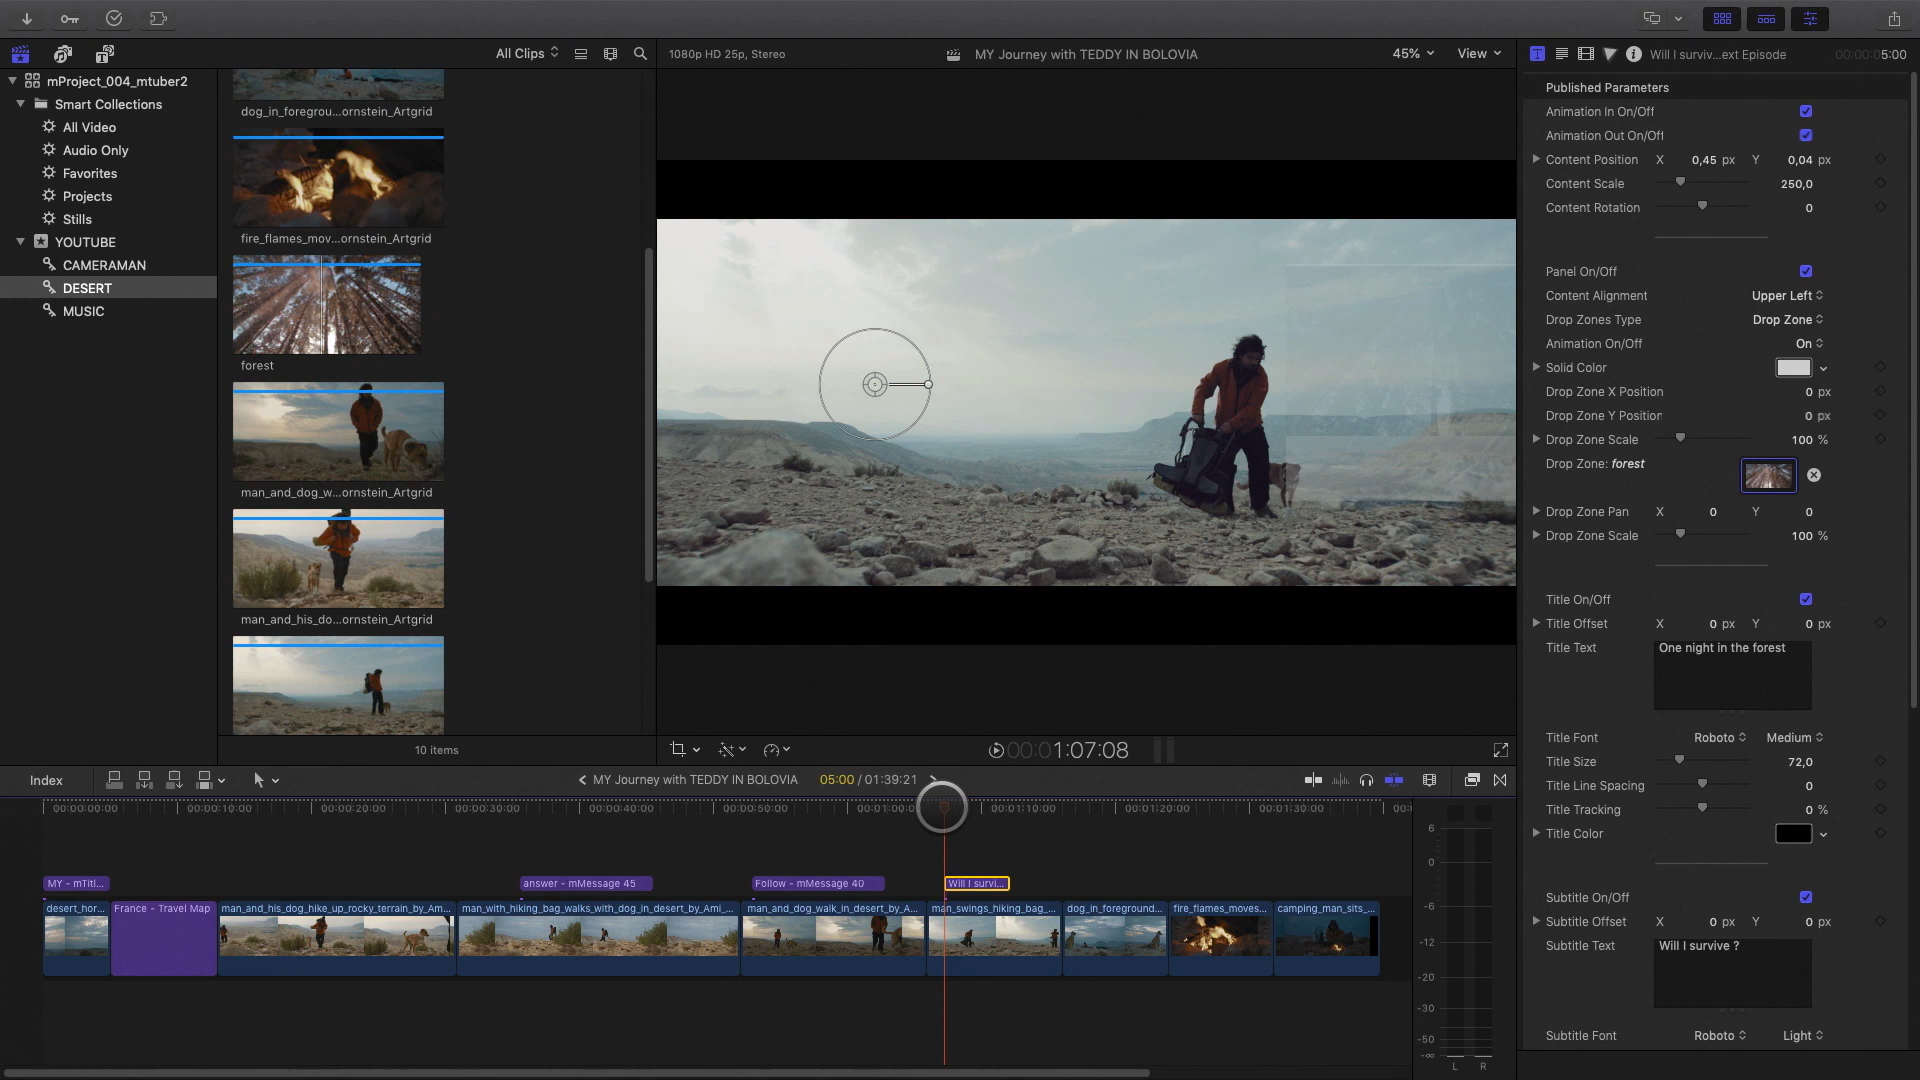 All Clips
1080p HD 25p, Stereo
MY Journey with TEDDY IN BOLOVIA
45%
View
Will I surviv...ext Episode
00:00:05:00
mProject_004_mtuber2
Smart Collections
All Video
Audio Only
Favorites
Projects
Stills
YOUTUBE
CAMERAMAN
DESERT
MUSIC
dog_in_foregrou...ornstein_Artgrid
fire_flames_mov...ornstein_Artgrid
forest
man_and_dog_w...ornstein_Artgrid
man_and_his_do...ornstein_Artgrid
10 items
00:01:07:08
Published Parameters
Animation In On/Off
Animation Out On/Off
Content Position X 0,45 px Y 0,04 px
Content Scale 250,0
Content Rotation 0
Panel On/Off
Content Alignment Upper Left
Drop Zones Type Drop Zone
Animation On/Off On
Solid Color
Drop Zone X Position 0 px
Drop Zone Y Position 0 px
Drop Zone Scale 100 %
Drop Zone: forest
Drop Zone Pan X 0 Y 0
Drop Zone Scale 100 %
Title On/Off
Title Offset X 0 px Y 0 px
Title Text One night in the forest
Title Font Roboto Medium
Title Size 72,0
Title Line Spacing 0
Title Tracking 0 %
Title Color
Subtitle On/Off
Subtitle Offset X 0 px Y 0 px
Subtitle Text Will I survive ?
Subtitle Font Roboto Light
Index
MY Journey with TEDDY IN BOLOVIA
05:00 / 01:39:21
00:00:00:00 00:00:10:00 00:00:20:00 00:00:30:00 00:00:40:00 00:00:50:00 00:01:00:00 00:01:10:00 00:01:20:00 00:01:30:00
MY - mTitl...
answer - mMessage 45
Follow - mMessage 40
Will I survi...
desert_hor...
France - Travel Map
man_and_his_dog_hike_up_rocky_terrain_by_Am...
man_with_hiking_bag_walks_with_dog_in_desert_by_Ami_...
man_and_dog_walk_in_desert_by_A...
man_swings_hiking_bag_...
dog_in_foreground...
fire_flames_moves...
camping_man_sits_...
6
0
-6
-12
-20
-30
-50
-∞
L R